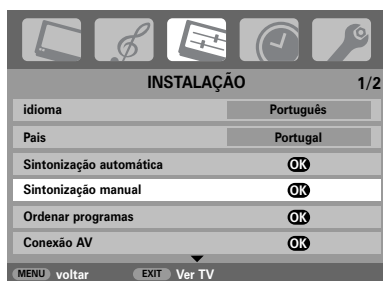 INSTALAÇÃO 1/2
idioma Português
Pais Portugal
Sintonização automática OK
Sintonização manual OK
Ordenar programas OK
Conexão AV OK
MENU voltar EXIT Ver TV